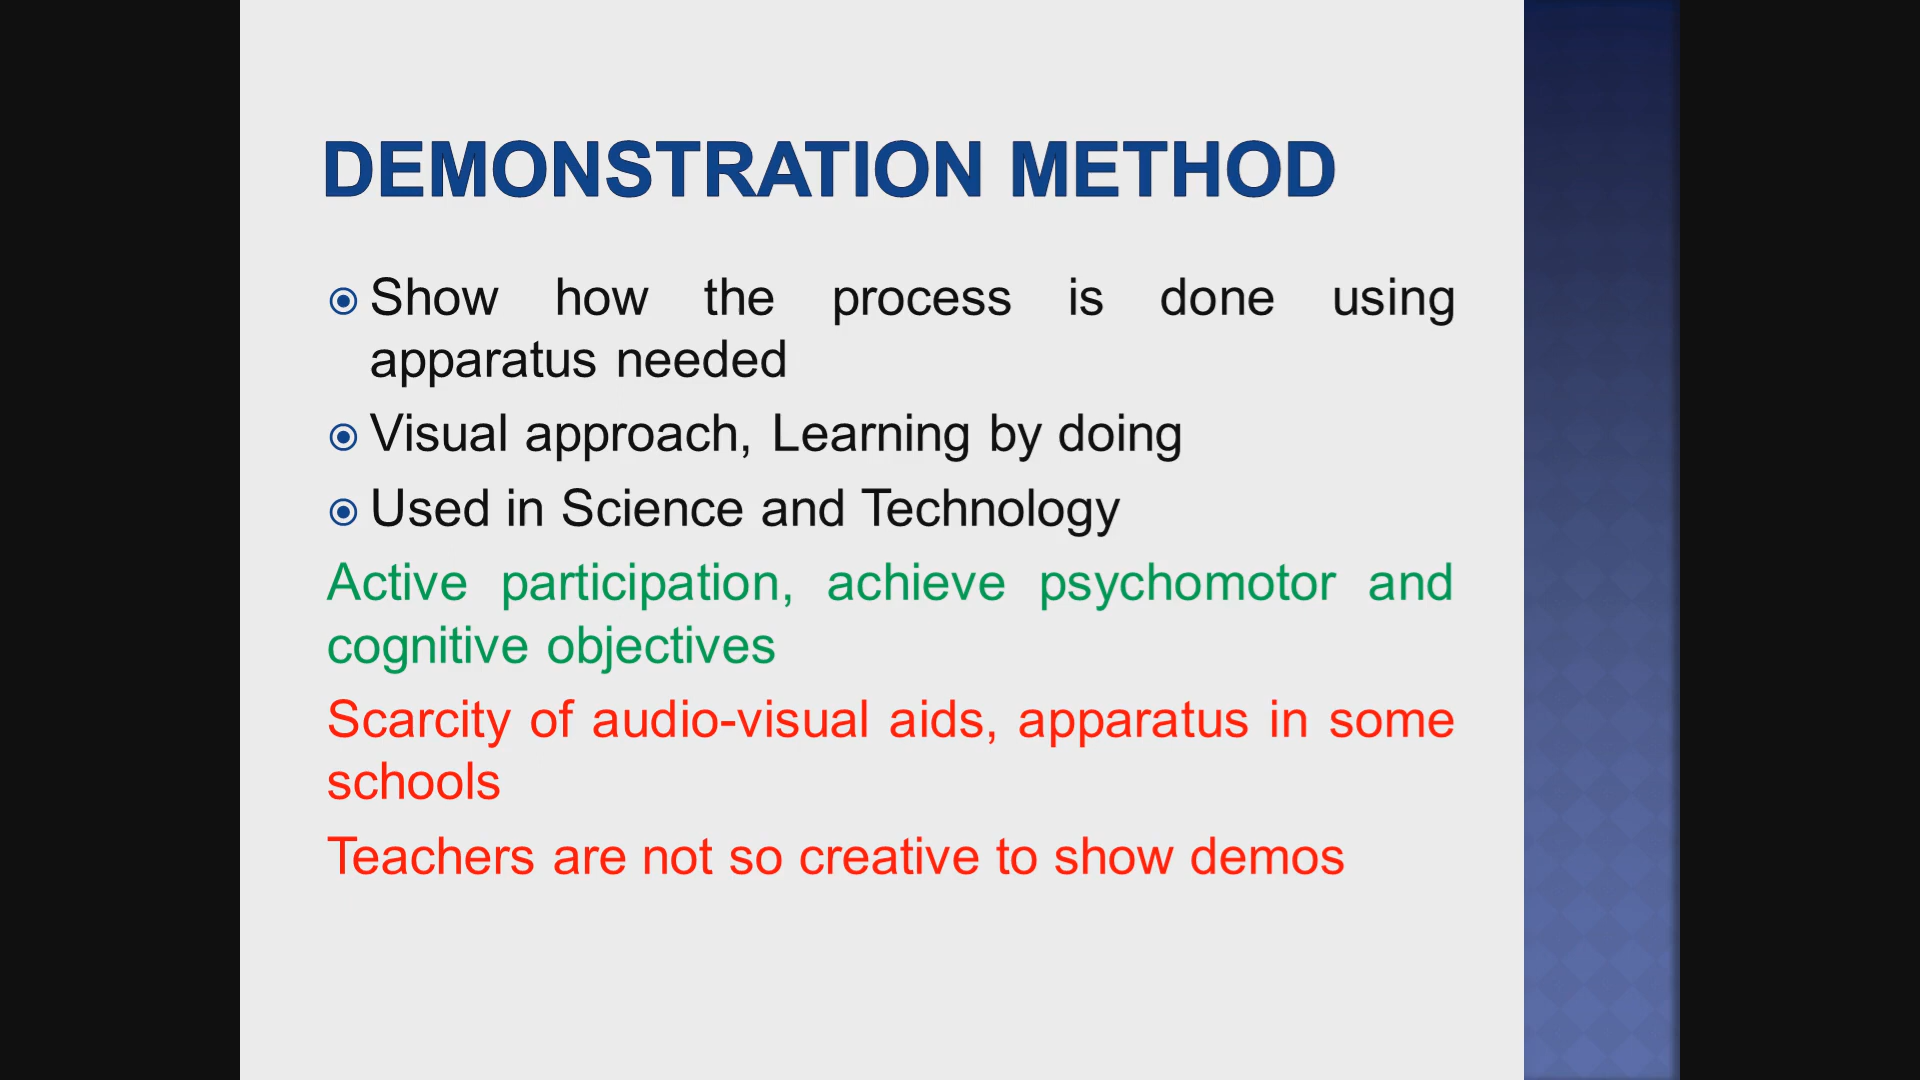 DEMONSTRATION METHOD
Show how the process is done using
apparatus needed
Visual approach, Learning by doing
Used in Science and Technology
Active participation, achieve psychomotor and
cognitive objectives
Scarcity of audio-visual aids, apparatus in some
schools
Teachers are not so creative to show demos